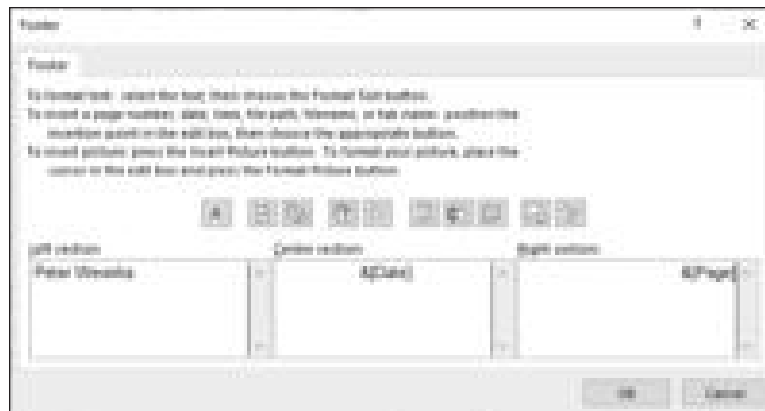 Footer
Footer
To format text: select the text, then choose the Format Text button.
To insert a page number, date, time, file path, filename, or tab name: position the
insertion point in the edit box, then choose the appropriate button.
To insert picture: press the Insert Picture button. To format your picture, place the
cursor in the edit box and press the Format Picture button.
A
Left section: Center section: Right section:
Peter &[Date] &[Page]
OK Cancel